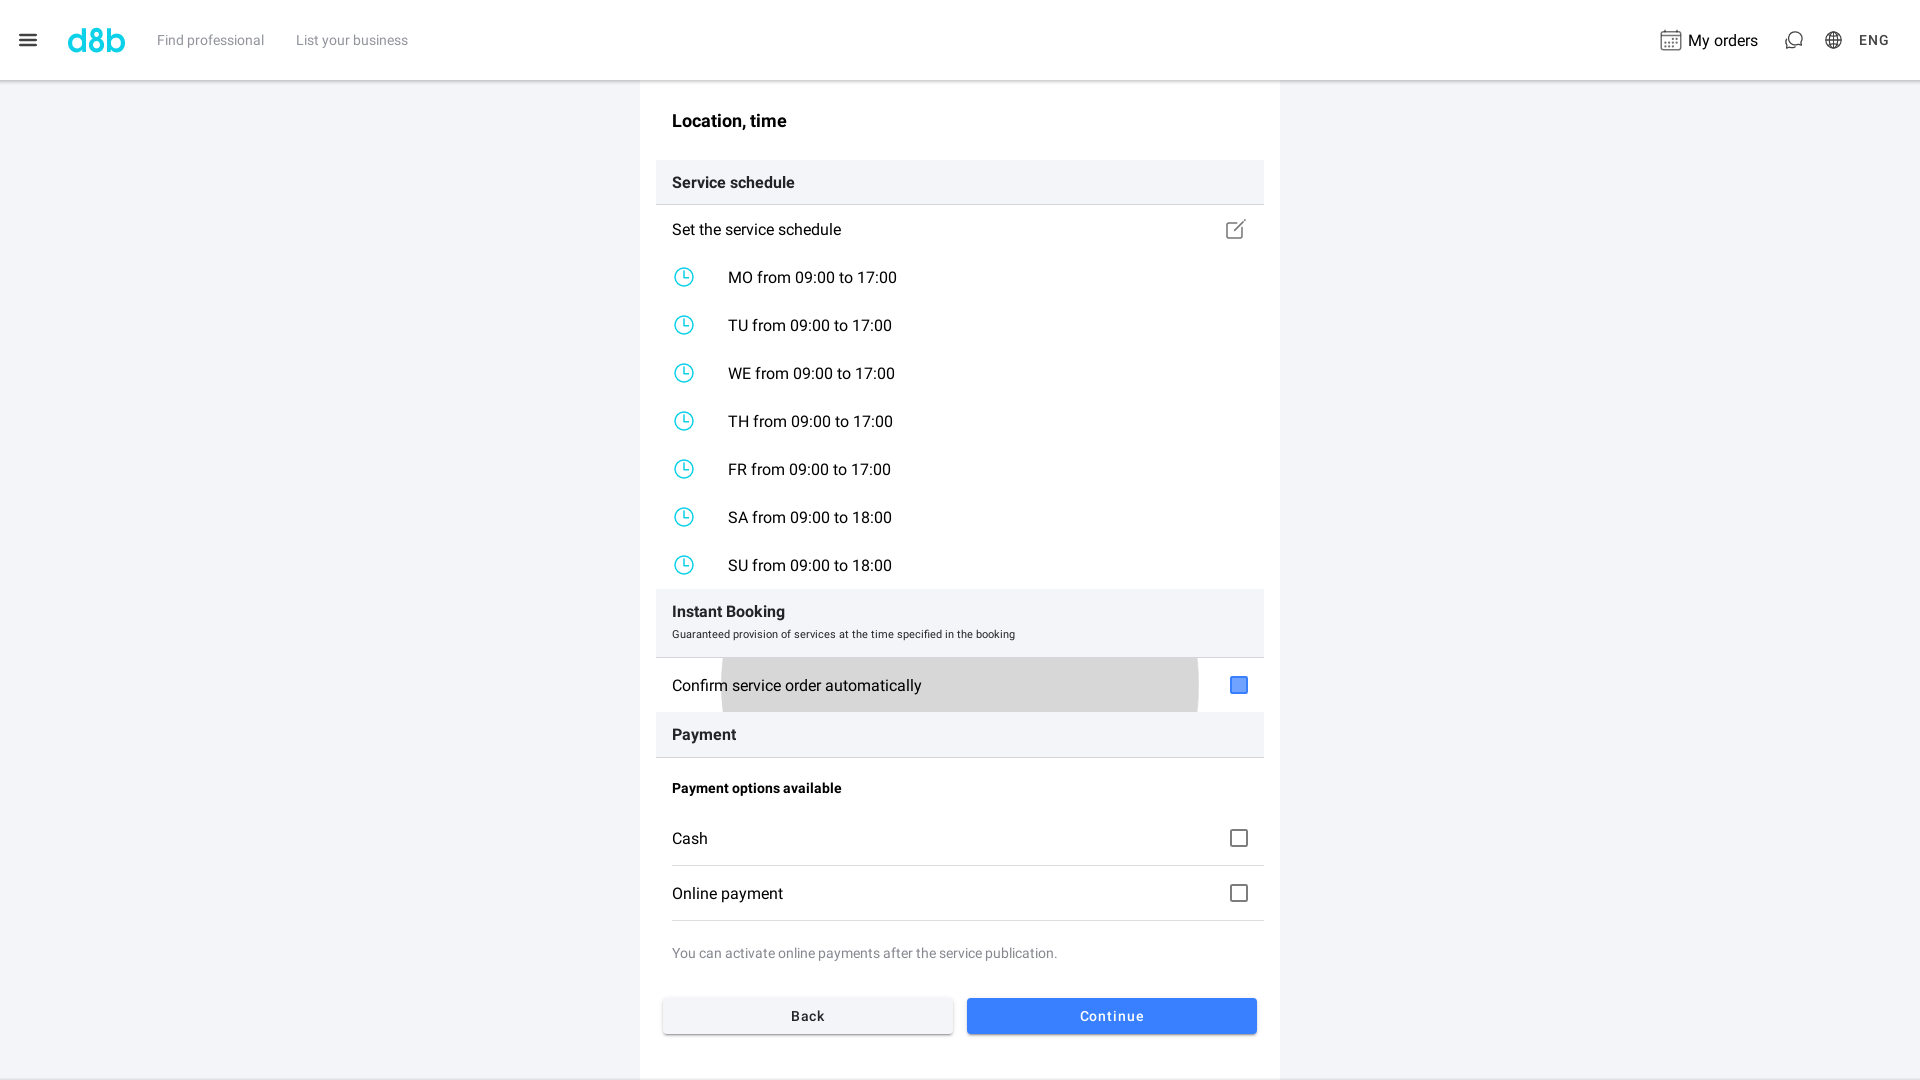 d8b
Find professional
List your business
My orders
ENG
Location, time
Service schedule
Set the service schedule
MO from 09:00 to 17:00
TU from 09:00 to 17:00
WE from 09:00 to 17:00
TH from 09:00 to 17:00
FR from 09:00 to 17:00
SA from 09:00 to 18:00
SU from 09:00 to 18:00
Instant Booking
Guaranteed provision of services at the time specified in the booking
Confirm service order automatically
Payment
Payment options available
Cash
Online payment
You can activate online payments after the service publication.
Back
Continue